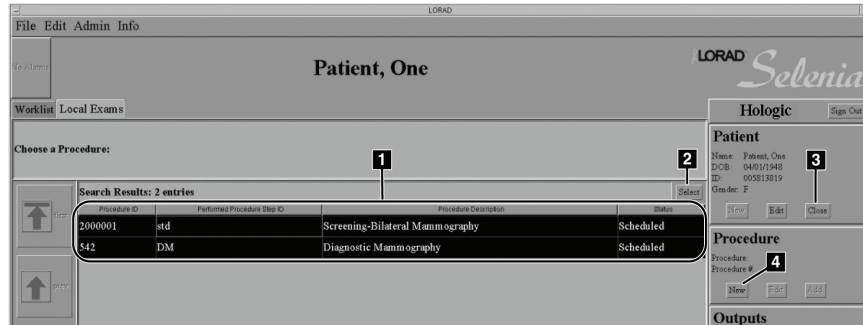 LORAD
File Edit Admin Info
No Alarms
Patient, One
LORAD Selenia
Worklist Local Exams
Hologic Sign Out
Choose a Procedure:
Patient
Name: Patient, One
DOB: 04/01/1948
ID: 005813819
Gender: F
New Edit Close
1
2
3
Search Results: 2 entries Select
Procedure ID Performed Procedure Step ID Procedure Description Status
2000001 std Screening-Bilateral Mammography Scheduled
542 DM Diagnostic Mammography Scheduled
first
prev
Procedure
Procedure:
Procedure #:
4
New Edit Add
Outputs